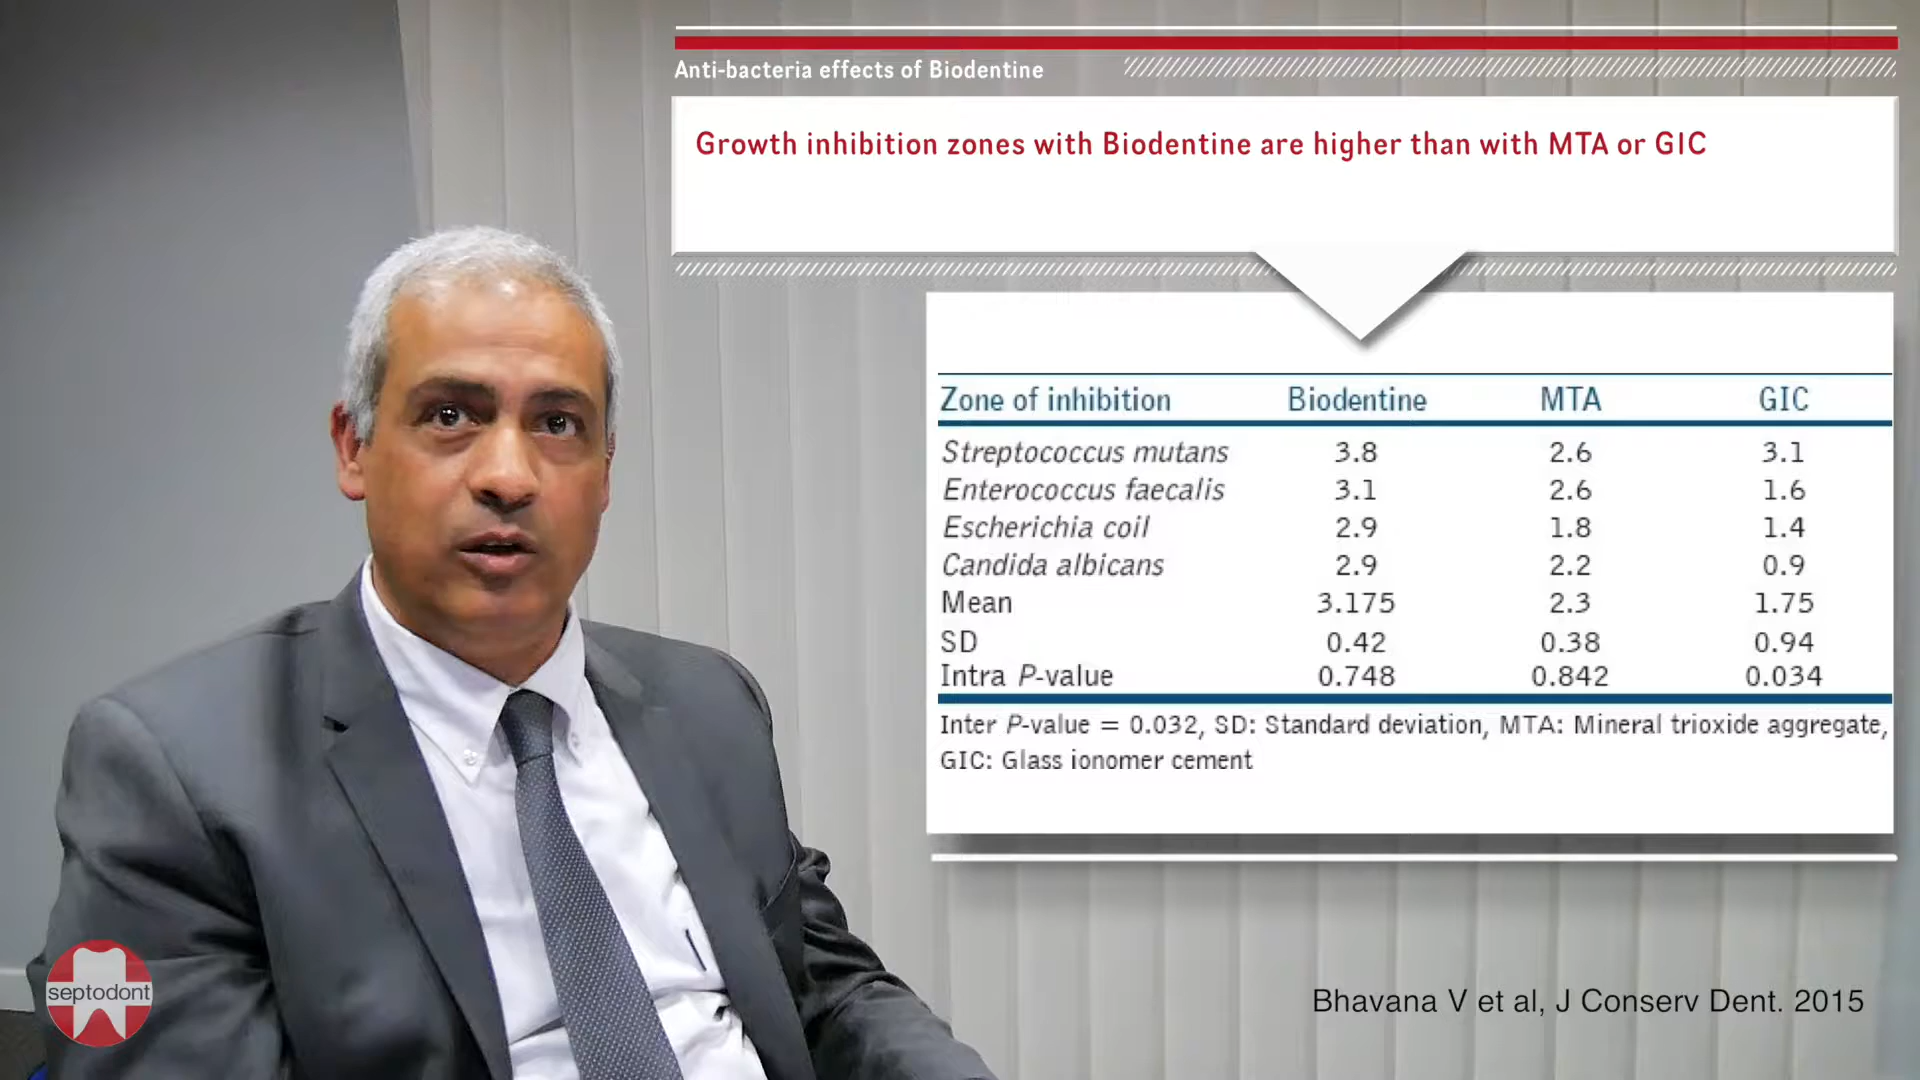 Anti-bacteria effects of Biodentine
Growth inhibition zones with Biodentine are higher than with MTA or GIC
Zone of inhibition Biodentine MTA GIC
Streptococcus mutans 3.8 2.6 3.1
Enterococcus faecalis 3.1 2.6 1.6
Escherichia coil 2.9 1.8 1.4
Candida albicans 2.9 2.2 0.9
Mean 3.175 2.3 1.75
SD 0.42 0.38 0.94
Intra P-value 0.748 0.842 0.034
Inter P-value = 0.032, SD: Standard deviation, MTA: Mineral trioxide aggregate,
GIC: Glass ionomer cement
septodont
Bhavana V et al, J Conserv Dent. 2015